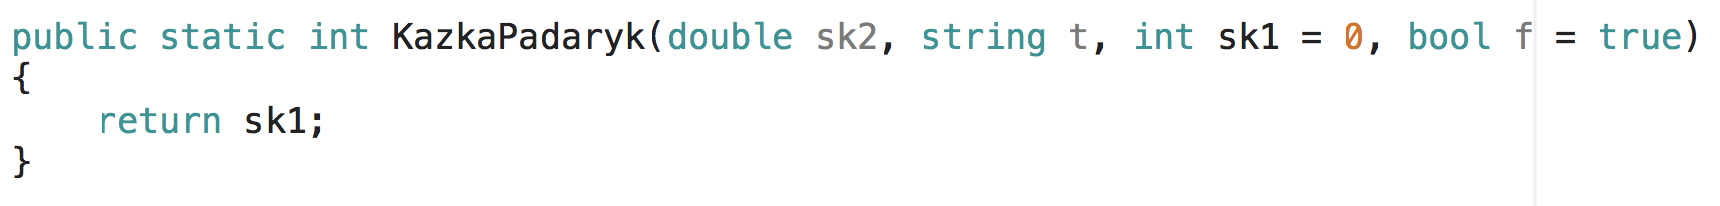 public static int KazkaPadaryk(double sk2, string t, int sk1 = 0, bool f = true)
{
    return sk1;
}